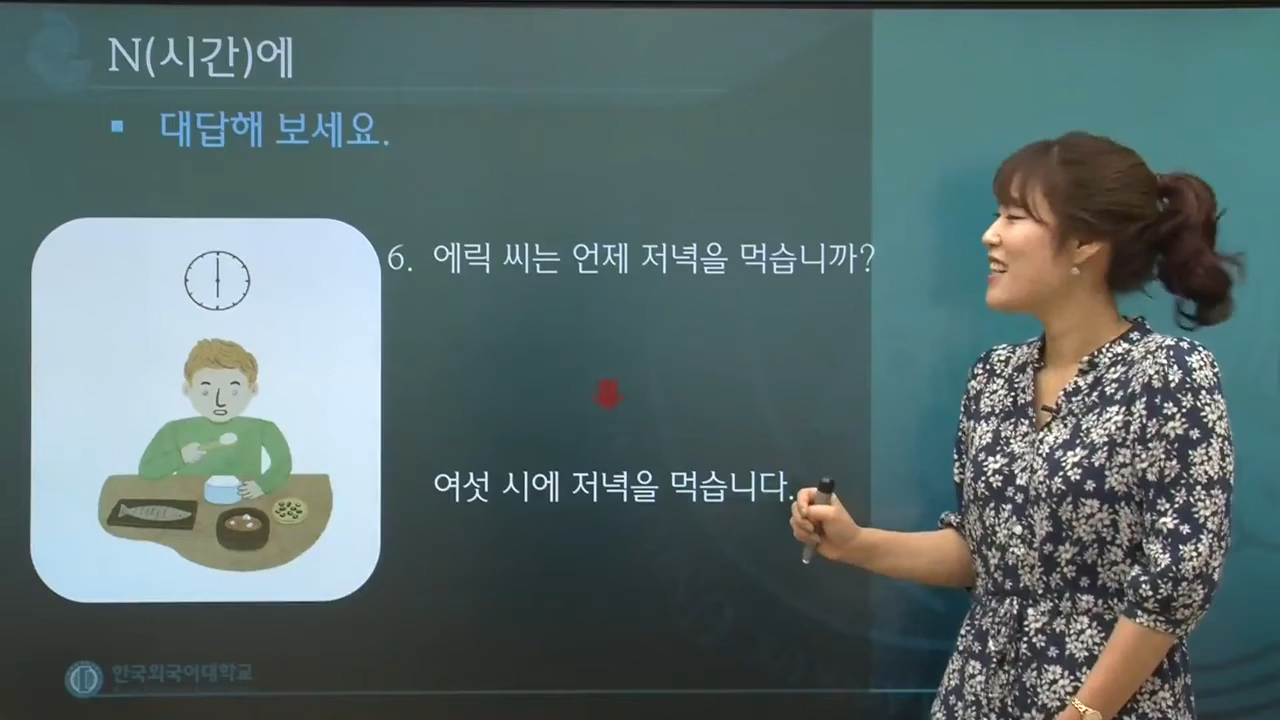 N(시간)에
▪ 대답해 보세요.
6. 에릭 씨는 언제 저녁을 먹습니까?
여섯 시에 저녁을 먹습니다.
한국외국어대학교